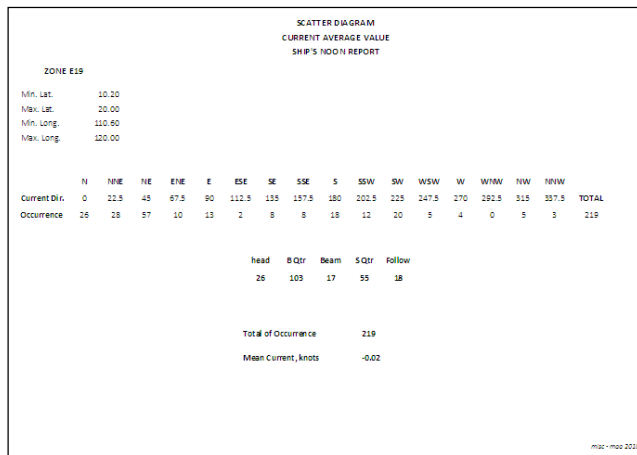 SCATTER DIAGRAM
CURRENT AVERAGE VALUE
SHIP'S NOON REPORT
ZONE E19
Min. Lat. 10.20
Max. Lat. 20.00
Min. Long. 110.60
Max. Long. 120.00
N NNE NE ENE E ESE SE SSE S SSW SW WSW W WNW NW NNW
Current Dir. 0 22.5 45 67.5 90 112.5 135 157.5 180 202.5 225 247.5 270 292.5 315 337.5 TOTAL
Occurrence 26 28 57 10 13 2 8 8 18 12 20 5 4 0 5 3 219
head B Qtr Beam S Qtr Follow
26 103 17 55 18
Total of Occurrence 219
Mean Current, knots -0.02
misc - mao